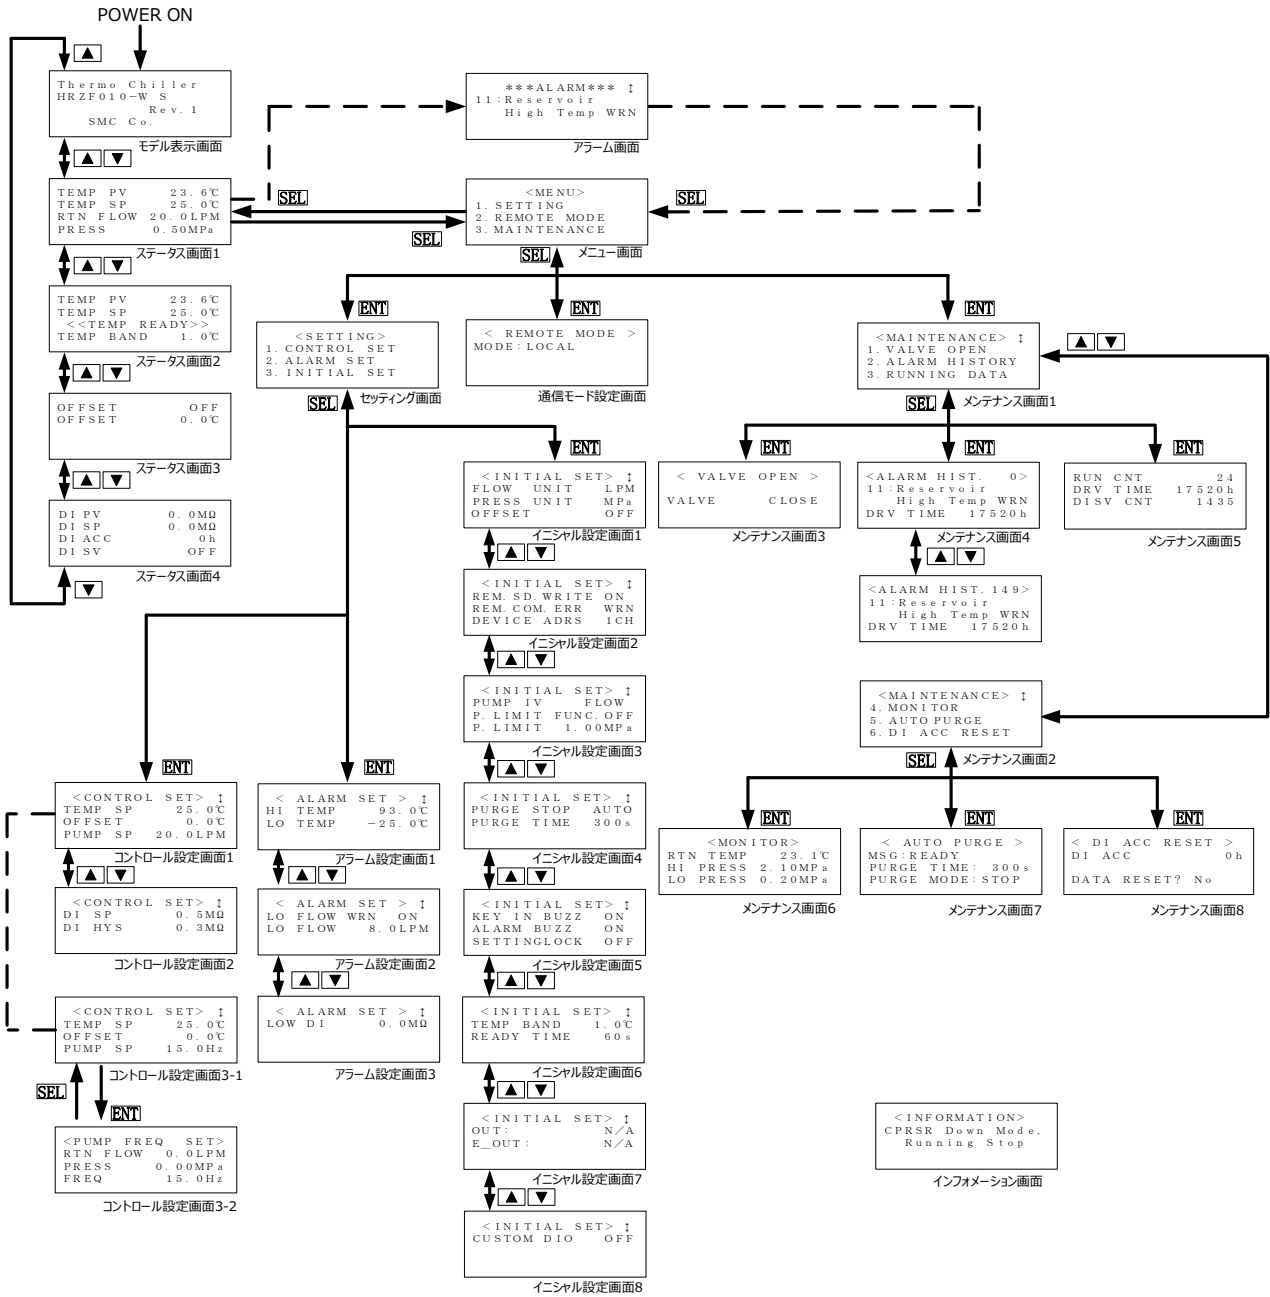 POWER ON
▲
Thermo Chiller
HRZF010-W S
Rev. 1
SMC Co.
モデル表示画面
▲ ▼
TEMP PV 23.6℃
TEMP SP 25.0℃
RTN FLOW 20.0LPM
PRESS 0.50MPa
ステータス画面1
▲ ▼
TEMP PV 23.6℃
TEMP SP 25.0℃
<<TEMP READY>>
TEMP BAND 1.0℃
ステータス画面2
▲ ▼
OFFSET OFF
OFFSET 0.0℃
ステータス画面3
▲ ▼
DI PV 0.0MΩ
DI SP 0.0MΩ
DI ACC 0h
DI SV OFF
ステータス画面4
▼
***ALARM*** ↕
11:Reservoir
High Temp WRN
アラーム画面
SEL
SEL
SEL
<MENU>
1. SETTING
2. REMOTE MODE
3. MAINTENANCE
メニュー画面
SEL
ENT
ENT
ENT
<SETTING>
1. CONTROL SET
2. ALARM SET
3. INITIAL SET
セッティング画面
SEL
< REMOTE MODE >
MODE:LOCAL
通信モード設定画面
<MAINTENANCE> ↕
1. VALVE OPEN
2. ALARM HISTORY
3. RUNNING DATA
メンテナンス画面1
▲ ▼
SEL
ENT
ENT
ENT
ENT
<INITIAL SET> ↕
FLOW UNIT LPM
PRESS UNIT MPa
OFFSET OFF
イニシャル設定画面1
▲ ▼
<INITIAL SET> ↕
REM. SD. WRITE ON
REM. COM. ERR WRN
DEVICE ADRS 1CH
イニシャル設定画面2
▲ ▼
<INITIAL SET> ↕
PUMP IV FLOW
P. LIMIT FUNC. OFF
P. LIMIT 1.00MPa
イニシャル設定画面3
▲ ▼
<INITIAL SET> ↕
PURGE STOP AUTO
PURGE TIME 300s
イニシャル設定画面4
▲ ▼
<INITIAL SET> ↕
KEY IN BUZZ ON
ALARM BUZZ ON
SETTINGLOCK OFF
イニシャル設定画面5
▲ ▼
<INITIAL SET> ↕
TEMP BAND 1.0℃
READY TIME 60s
イニシャル設定画面6
▲ ▼
<INITIAL SET> ↕
OUT: N/A
E_OUT: N/A
イニシャル設定画面7
▲ ▼
<INITIAL SET> ↕
CUSTOM DIO OFF
イニシャル設定画面8
< VALVE OPEN >
VALVE CLOSE
メンテナンス画面3
<ALARM HIST. 0>
11:Reservoir
High Temp WRN
DRV TIME 17520h
メンテナンス画面4
▲ ▼
<ALARM HIST. 149>
11:Reservoir
High Temp WRN
DRV TIME 17520h
RUN CNT 24
DRV TIME 17520h
DISV CNT 1435
メンテナンス画面5
<MAINTENANCE> ↕
4. MONITOR
5. AUTO PURGE
6. DI ACC RESET
メンテナンス画面2
SEL
ENT
ENT
ENT
<MONITOR>
RTN TEMP 23.1℃
HI PRESS 2.10MPa
LO PRESS 0.20MPa
メンテナンス画面6
< AUTO PURGE >
MSG:READY
PURGE TIME: 300s
PURGE MODE:STOP
メンテナンス画面7
< DI ACC RESET >
DI ACC 0h
DATA RESET? No
メンテナンス画面8
ENT
ENT
<CONTROL SET> ↕
TEMP SP 25.0℃
OFFSET 0.0℃
PUMP SP 20.0LPM
コントロール設定画面1
▲ ▼
<CONTROL SET> ↕
DI SP 0.5MΩ
DI HYS 0.3MΩ
コントロール設定画面2
<CONTROL SET> ↕
TEMP SP 25.0℃
OFFSET 0.0℃
PUMP SP 15.0Hz
コントロール設定画面3-1
SEL
ENT
<PUMP FREQ SET>
RTN FLOW 0.0LPM
PRESS 0.00MPa
FREQ 15.0Hz
コントロール設定画面3-2
< ALARM SET > ↕
HI TEMP 93.0℃
LO TEMP -25.0℃
アラーム設定画面1
▲ ▼
< ALARM SET > ↕
LO FLOW WRN ON
LO FLOW 8.0LPM
アラーム設定画面2
▲ ▼
< ALARM SET > ↕
LOW DI 0.0MΩ
アラーム設定画面3
<INFORMATION>
CPRSR Down Mode,
Running Stop
インフォメーション画面